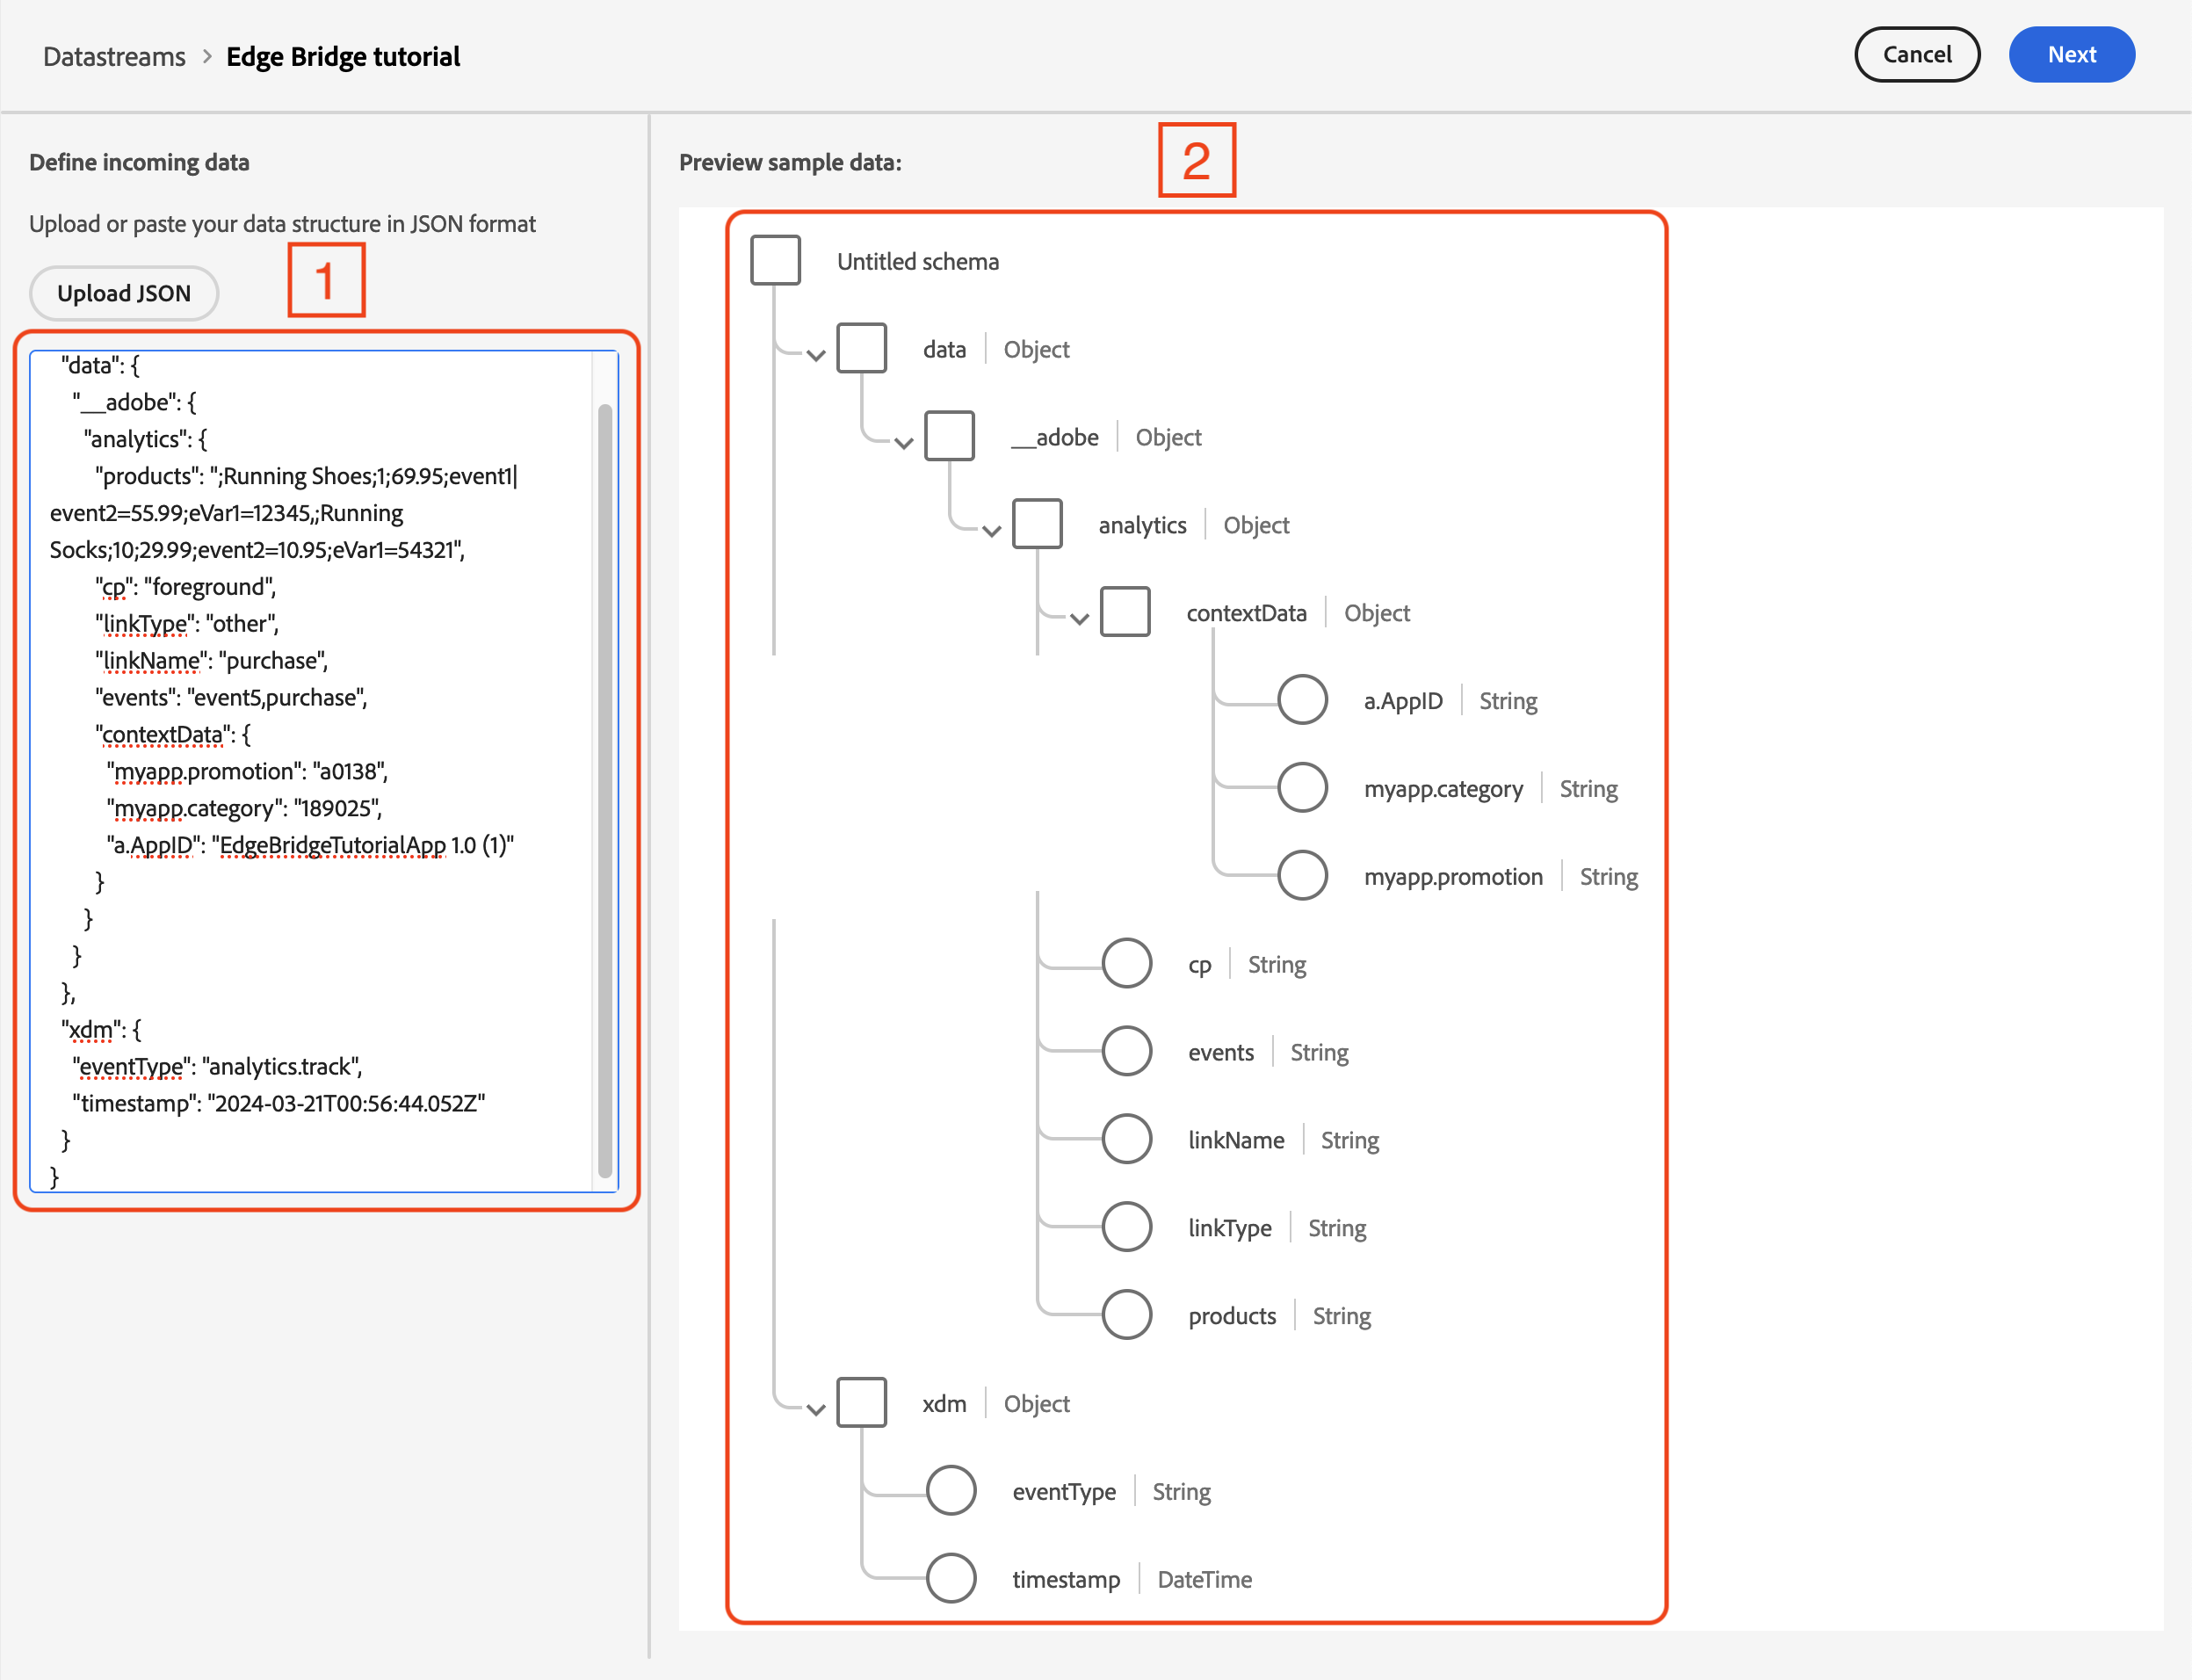 Datastreams > Edge Bridge tutorial
Cancel
Next
Define incoming data
Upload or paste your data structure in JSON format
Upload JSON
1
"data": {
"__adobe": {
"analytics": {
"products": ";Running Shoes;1;69.95;event1|
event2=55.99;eVar1=12345,;Running
Socks;10;29.99;event2=10.95;eVar1=54321",
"cp": "foreground",
"linkType": "other",
"linkName": "purchase",
"events": "event5,purchase",
"contextData": {
"myapp.promotion": "a0138",
"myapp.category": "189025",
"a.AppID": "EdgeBridgeTutorialApp 1.0 (1)"
}
}
}
},
"xdm": {
"eventType": "analytics.track",
"timestamp": "2024-03-21T00:56:44.052Z"
}
}
Preview sample data:
2
Untitled schema
data | Object
__adobe | Object
analytics | Object
contextData | Object
a.AppID | String
myapp.category | String
myapp.promotion | String
cp | String
events | String
linkName | String
linkType | String
products | String
xdm | Object
eventType | String
timestamp | DateTime